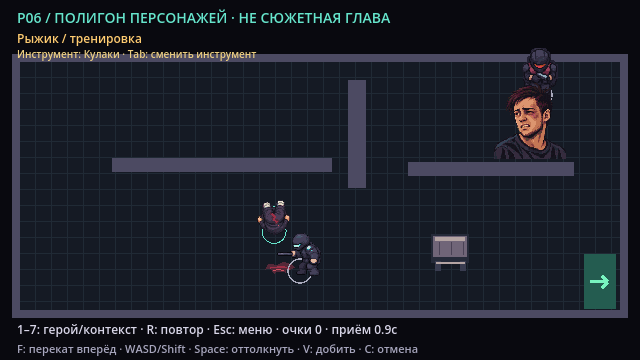 P06 / ПОЛИГОН ПЕРСОНАЖЕЙ · НЕ СЮЖЕТНАЯ ГЛАВА
Рыжик / тренировка
Инструмент: Кулаки · Tab: сменить инструмент
1–7: герой/контекст · R: повтор · Esc: меню · очки 0 · приём 0.9с
F: перекат вперёд · WASD/Shift · Space: оттолкнуть · V: добить · C: отмена